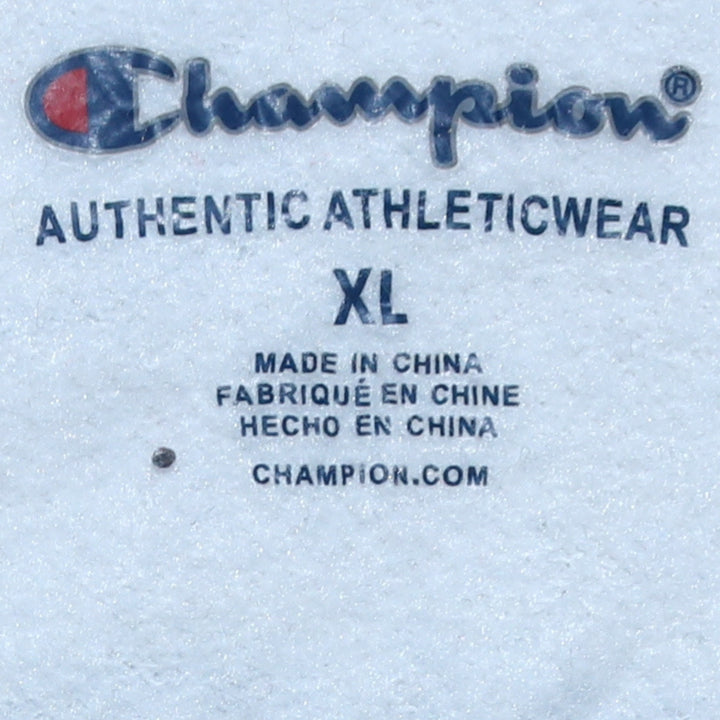 Champion®
AUTHENTIC ATHLETICWEAR
XL
MADE IN CHINA
FABRIQUÉ EN CHINE
HECHO EN CHINA
CHAMPION.COM